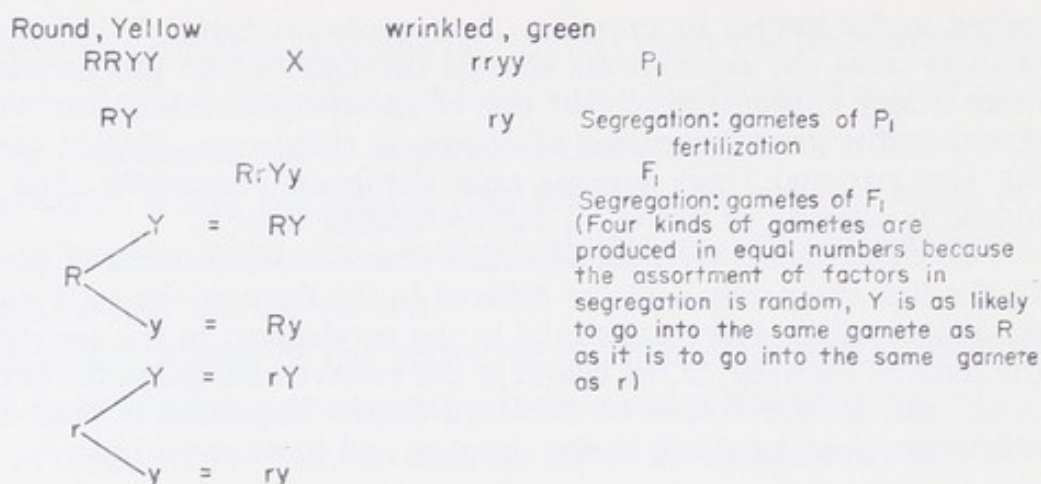 Round, Yellow wrinkled, green
RRYY X rryy P₁
RY ry Segregation: gametes of P₁
fertilization
RrYy F₁
Segregation: gametes of F₁
(Four kinds of gametes are
produced in equal numbers because
the assortment of factors in
segregation is random, Y is as likely
to go into the same gamete as R
as it is to go into the same gamete
as r)
R
Y = RY
y = Ry
r
Y = rY
y = ry